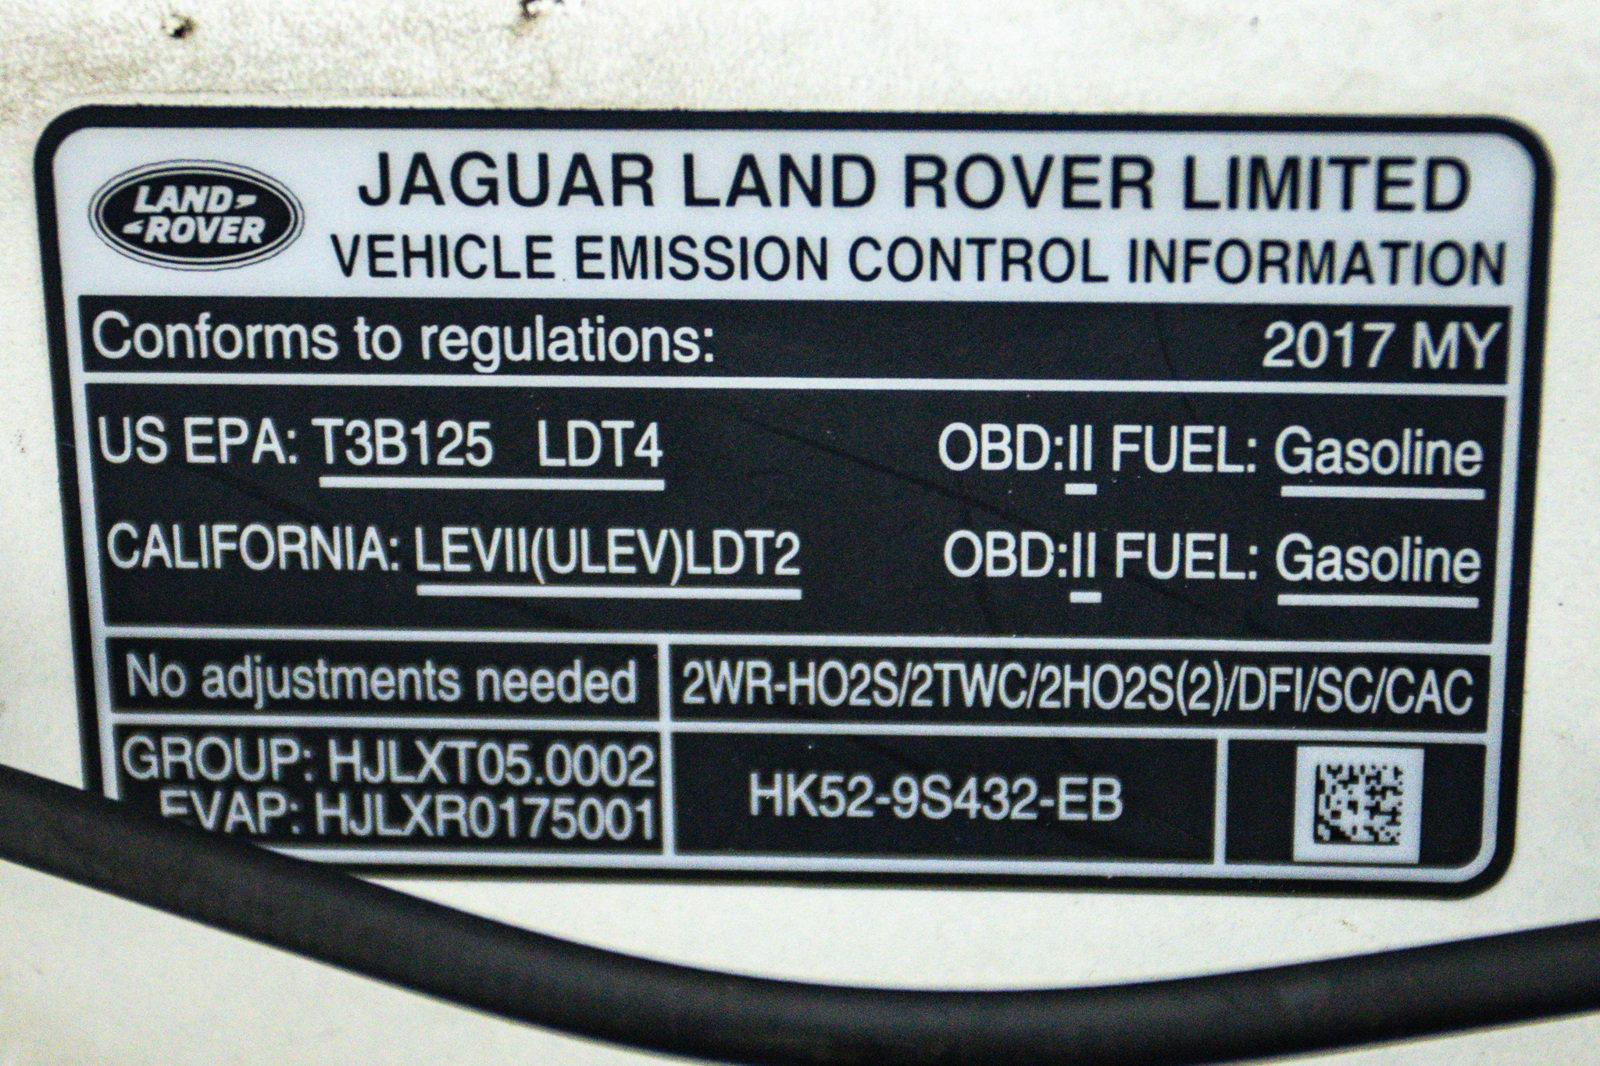 LAND
ROVER
JAGUAR LAND ROVER LIMITED
VEHICLE EMISSION CONTROL INFORMATION
Conforms to regulations: 2017 MY
US EPA: T3B125 LDT4 OBD:II FUEL: Gasoline
CALIFORNIA: LEVII(ULEV)LDT2 OBD:II FUEL: Gasoline
No adjustments needed 2WR-HO2S/2TWC/2HO2S(2)/DFI/SC/CAC
GROUP: HJLXT05.0002
EVAP: HJLXR0175001
HK52-9S432-EB